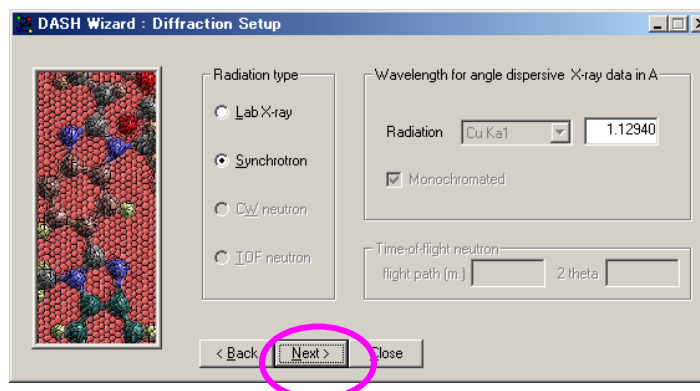 DASH Wizard : Diffraction Setup
Radiation type
Lab X-ray
Synchrotron
CW neutron
TOF neutron
Wavelength for angle dispersive X-ray data in A
Radiation Cu Ka1 1.12940
Monochromated
Time-of-flight neutron
flight path (m.) 2 theta
< Back Next > Close